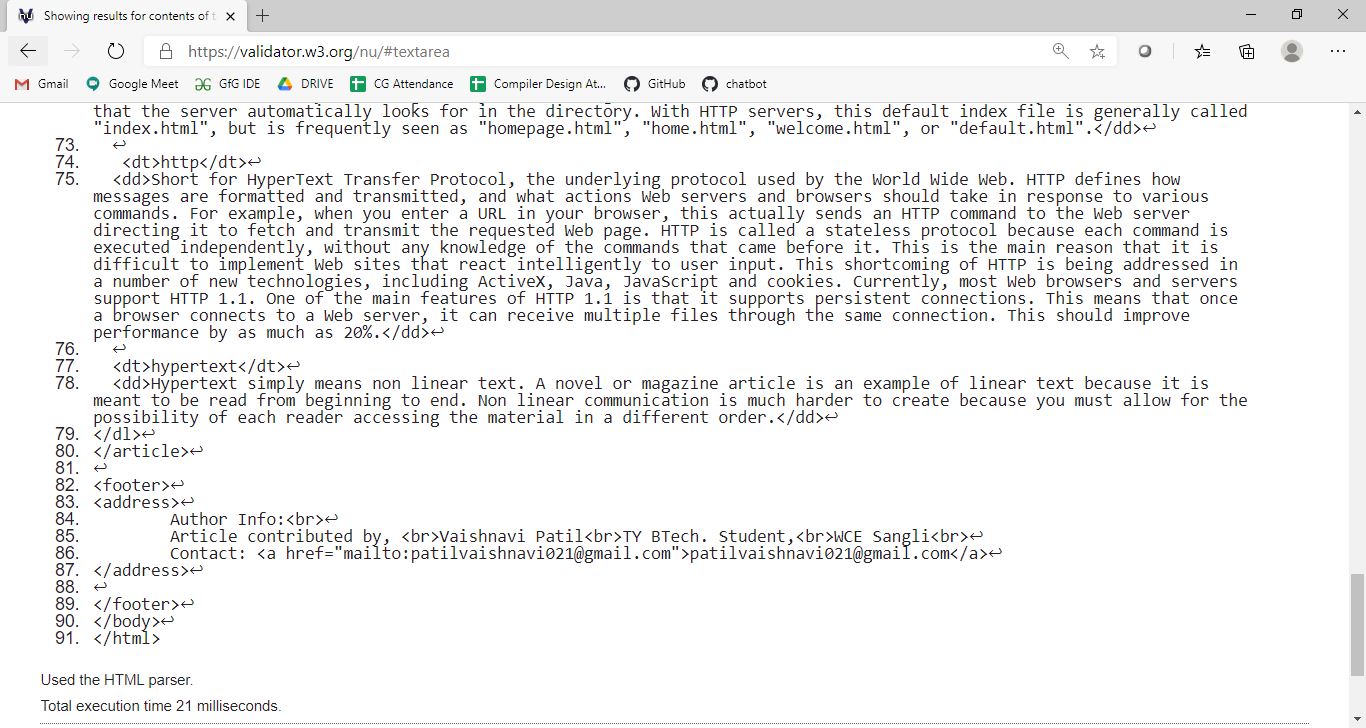 Showing results for contents of t
https://validator.w3.org/nu/#textarea
Gmail Google Meet GfG IDE DRIVE CG Attendance Compiler Design At... GitHub chatbot
that the server automatically looks for in the directory. With HTTP servers, this default index file is generally called
"index.html", but is frequently seen as "homepage.html", "home.html", "welcome.html", or "default.html".</dd>↩
73. ↩
74. <dt>http</dt>↩
75. <dd>Short for HyperText Transfer Protocol, the underlying protocol used by the World Wide Web. HTTP defines how
messages are formatted and transmitted, and what actions Web servers and browsers should take in response to various
commands. For example, when you enter a URL in your browser, this actually sends an HTTP command to the Web server
directing it to fetch and transmit the requested Web page. HTTP is called a stateless protocol because each command is
executed independently, without any knowledge of the commands that came before it. This is the main reason that it is
difficult to implement Web sites that react intelligently to user input. This shortcoming of HTTP is being addressed in
a number of new technologies, including ActiveX, Java, JavaScript and cookies. Currently, most Web browsers and servers
support HTTP 1.1. One of the main features of HTTP 1.1 is that it supports persistent connections. This means that once
a browser connects to a Web server, it can receive multiple files through the same connection. This should improve
performance by as much as 20%.</dd>↩
76. ↩
77. <dt>hypertext</dt>↩
78. <dd>Hypertext simply means non linear text. A novel or magazine article is an example of linear text because it is
meant to be read from beginning to end. Non linear communication is much harder to create because you must allow for the
possibility of each reader accessing the material in a different order.</dd>↩
79. </dl>↩
80. </article>↩
81. ↩
82. <footer>↩
83. <address>↩
84. Author Info:<br>↩
85. Article contributed by, <br>Vaishnavi Patil<br>TY BTech. Student,<br>WCE Sangli<br>↩
86. Contact: <a href="mailto:patilvaishnavi021@gmail.com">patilvaishnavi021@gmail.com</a>↩
87. </address>↩
88. ↩
89. </footer>↩
90. </body>↩
91. </html>
Used the HTML parser.
Total execution time 21 milliseconds.